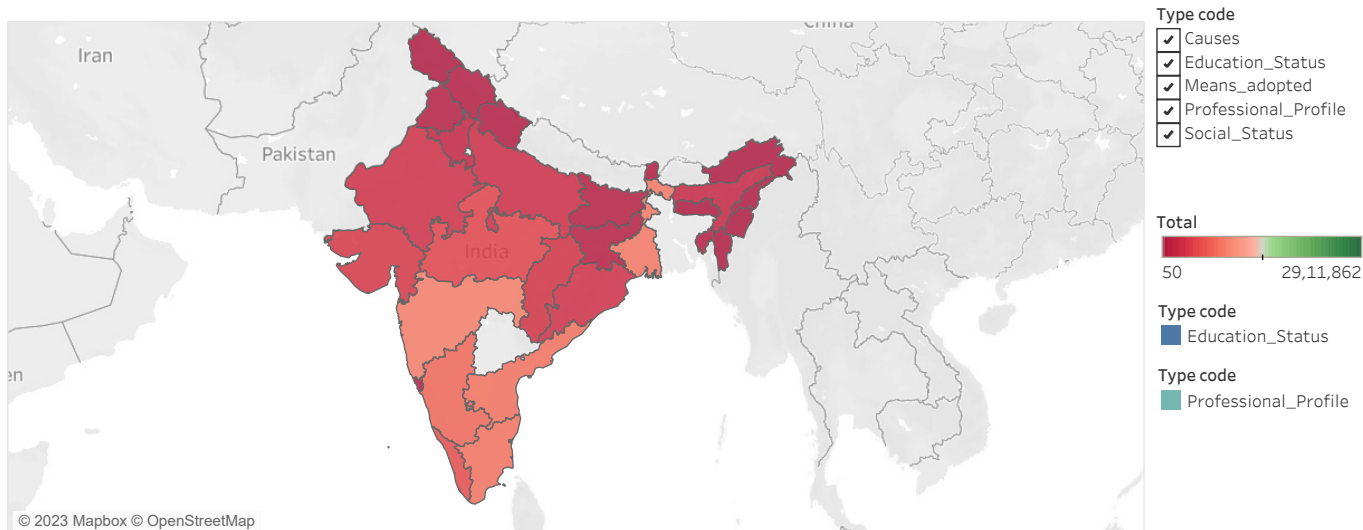 China
Iran
Pakistan
India
en
© 2023 Mapbox © OpenStreetMap
Type code
Causes
Education_Status
Means_adopted
Professional_Profile
Social_Status
Total
50 29,11,862
Type code
Education_Status
Type code
Professional_Profile